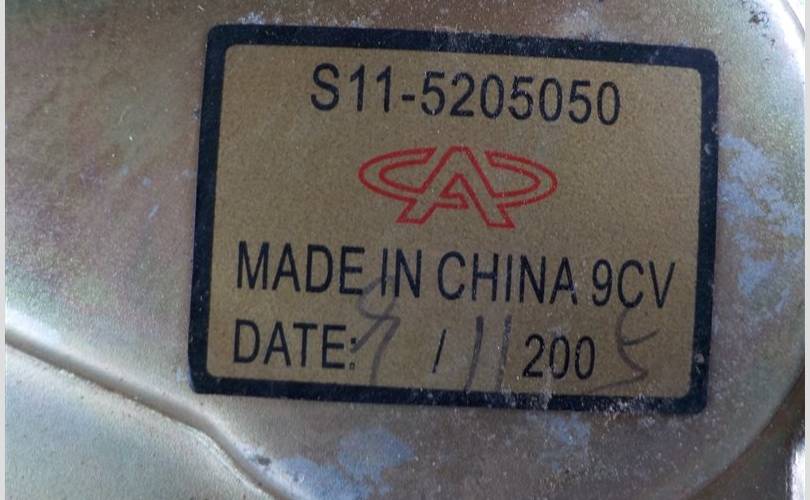 S11-5205050
MADE IN CHINA 9CV
DATE: 9 / 11 2005